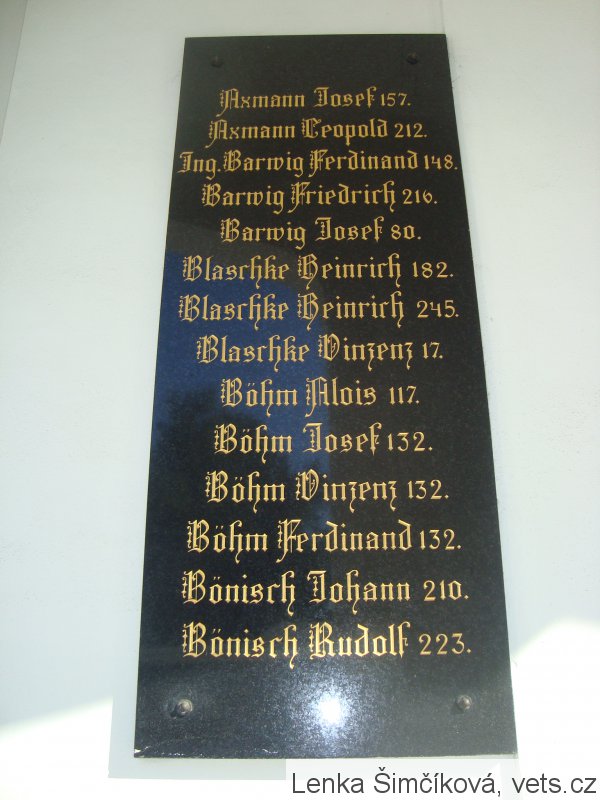 Axmann Josef 157.
Axmann Leopold 212.
Ing. Barwig Ferdinand 148.
Barwig Friedrich 216.
Barwig Josef 80.
Blaschke Heinrich 182.
Blaschke Heinrich 245.
Blaschke Vinzenz 17.
Böhm Alois 117.
Böhm Josef 132.
Böhm Vinzenz 132.
Böhm Ferdinand 132.
Bönisch Johann 210.
Bönisch Rudolf 223.
Lenka Šimčíková, vets.cz